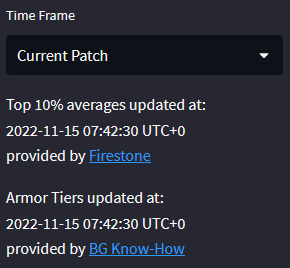 Time Frame
Current Patch
Top 10% averages updated at:
2022-11-15 07:42:30 UTC+0
provided by Firestone
Armor Tiers updated at:
2022-11-15 07:42:30 UTC+0
provided by BG Know-How